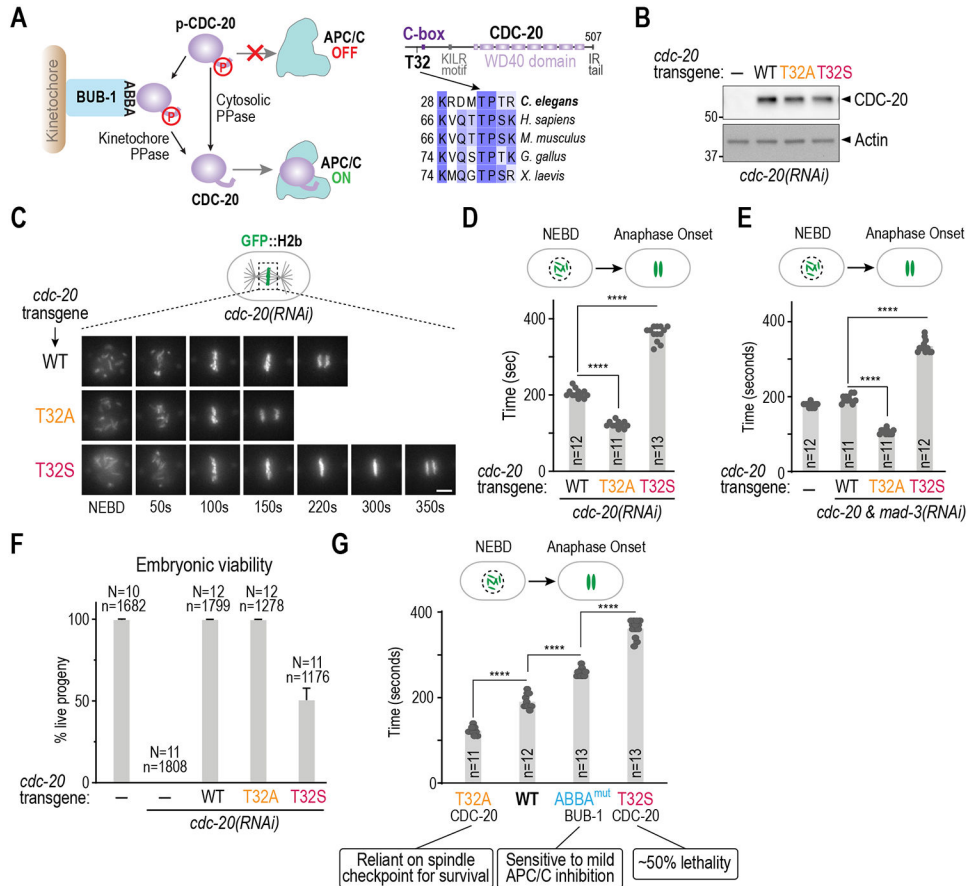 A
p-CDC-20
P
APC/C
OFF
Kinetochore
BUB-1
ABBA
P
Cytosolic
PPase
Kinetochore
PPase
CDC-20
APC/C
ON
C-box
CDC-20
507
T32
KILR
motif
WD40 domain
IR
tail
28 KRDMTPTR C. elegans
66 KVQTTPSK H. sapiens
66 KVQTTPSK M. musculus
74 KVQSTPTK G. gallus
74 KMQGTPSK X. laevis
B
cdc-20
transgene: – WT T32A T32S
CDC-20
50
Actin
37
cdc-20(RNAi)
C
GFP::H2b
cdc-20
transgene
cdc-20(RNAi)
WT
T32A
T32S
NEBD 50s 100s 150s 220s 300s 350s
D
NEBD Anaphase Onset
****
****
400
200
0
Time (sec)
n=12 n=11 n=13
cdc-20
transgene: WT T32A T32S
cdc-20(RNAi)
E
NEBD Anaphase Onset
****
****
400
200
0
Time (seconds)
n=12 n=11 n=11 n=12
cdc-20
transgene: – WT T32A T32S
cdc-20 & mad-3(RNAi)
F
Embryonic viability
N=10
n=1682
N=11
n=1808
N=12
n=1799
N=12
n=1278
N=11
n=1176
100
50
0
% live progeny
cdc-20
transgene: – – WT T32A T32S
cdc-20(RNAi)
G
NEBD Anaphase Onset
****
****
****
400
200
0
Time (seconds)
n=11 n=12 n=13 n=13
T32A WT ABBAmut T32S
CDC-20 BUB-1 CDC-20
Reliant on spindle
checkpoint for survival
Sensitive to mild
APC/C inhibition
~50% lethality